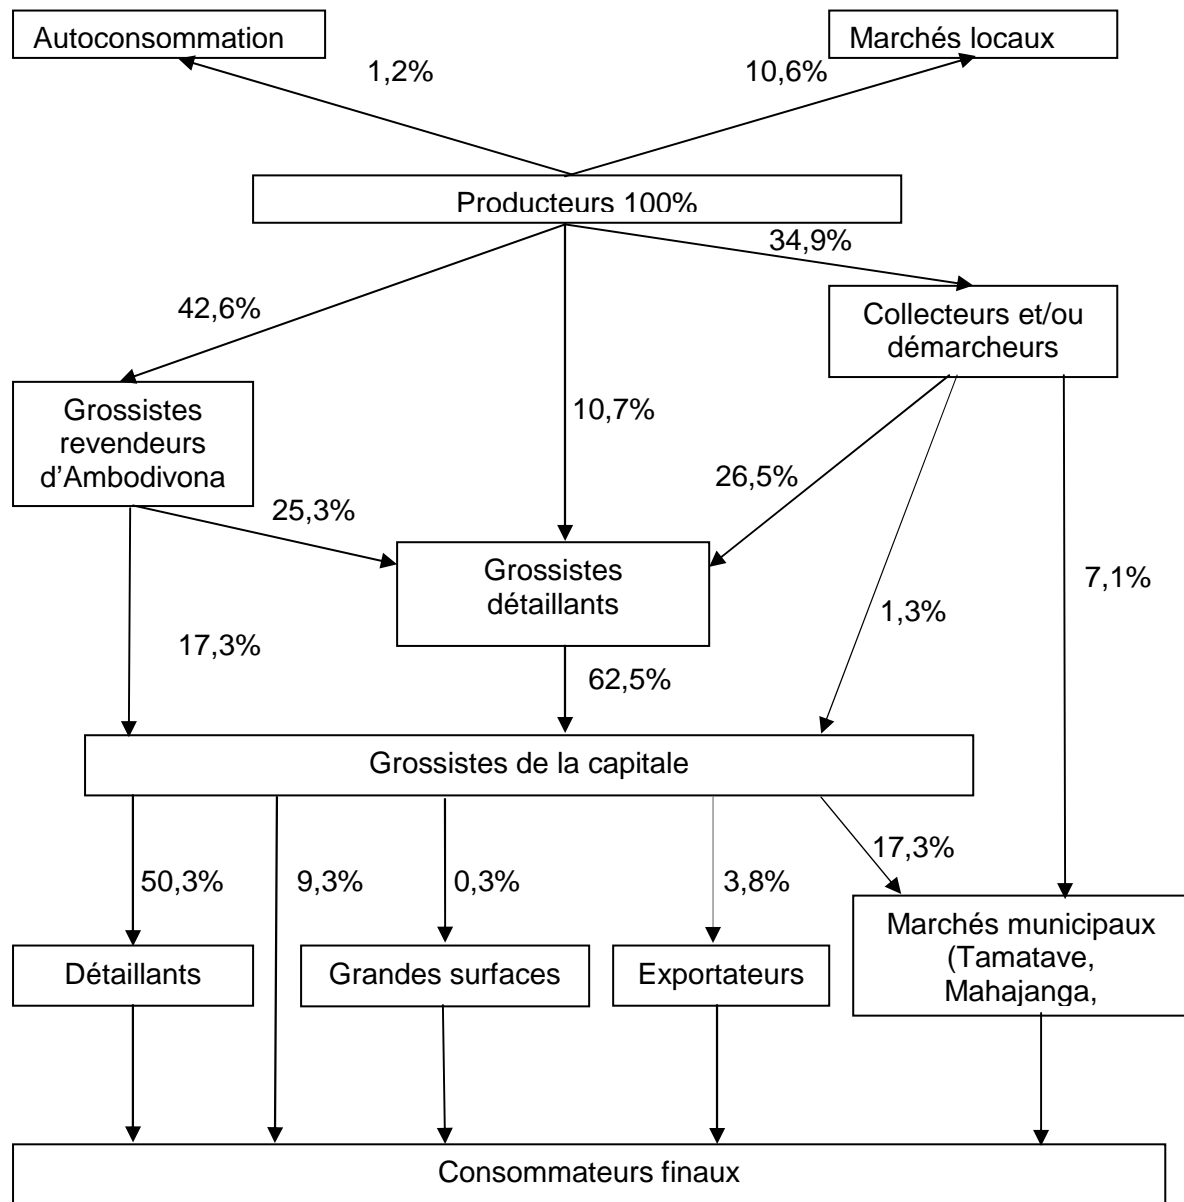 Autoconsommation
Marchés locaux
1,2%
10,6%
Producteurs 100%
34,9%
42,6%
Collecteurs et/ou
démarcheurs
Grossistes
revendeurs
d'Ambodivona
10,7%
26,5%
25,3%
Grossistes
détaillants
7,1%
1,3%
17,3%
62,5%
Grossistes de la capitale
50,3%
9,3%
0,3%
3,8%
17,3%
Marchés municipaux
(Tamatave,
Mahajanga,
Détaillants
Grandes surfaces
Exportateurs
Consommateurs finaux